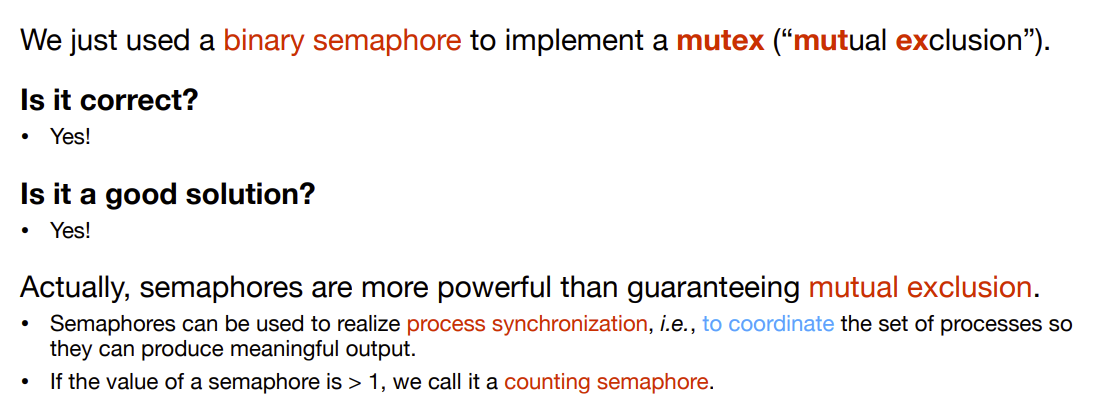 We just used a binary semaphore to implement a mutex (“mutual exclusion”).
Is it correct?
• Yes!
Is it a good solution?
• Yes!
Actually, semaphores are more powerful than guaranteeing mutual exclusion.
• Semaphores can be used to realize process synchronization, i.e., to coordinate the set of processes so
they can produce meaningful output.
• If the value of a semaphore is > 1, we call it a counting semaphore.